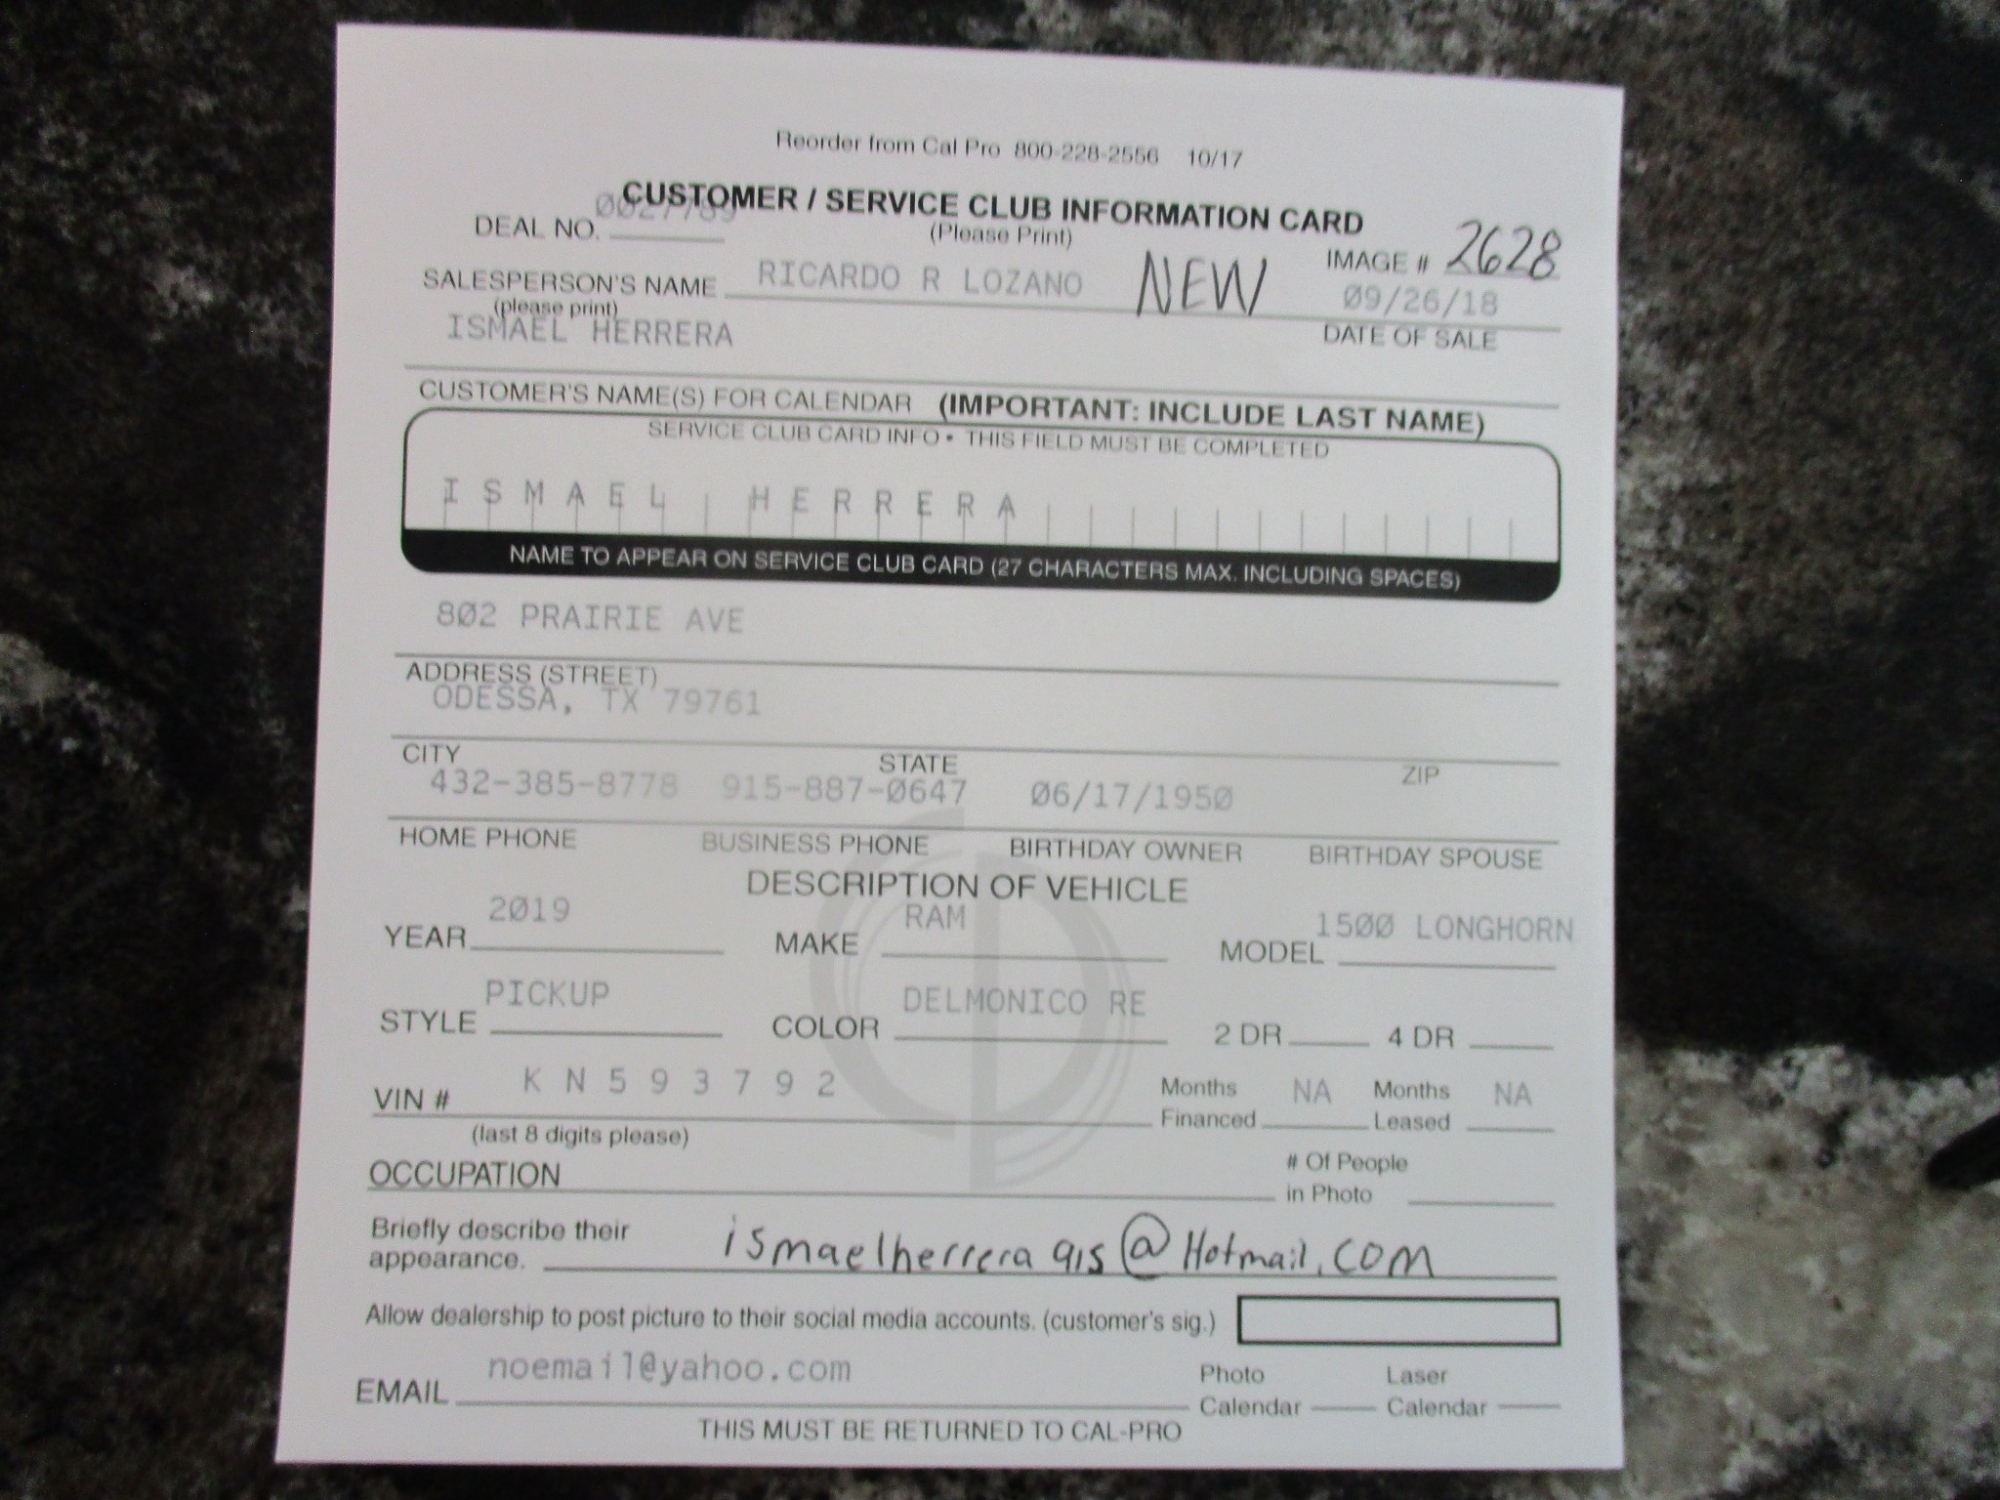 Reorder from Cal Pro 800-228-2556 10/17
CUSTOMER / SERVICE CLUB INFORMATION CARD
(Please Print)
DEAL NO. 0027789
IMAGE # 2628
SALESPERSON'S NAME RICARDO R LOZANO NEW 09/26/18
(please print) DATE OF SALE
ISMAEL HERRERA
CUSTOMER'S NAME(S) FOR CALENDAR (IMPORTANT: INCLUDE LAST NAME)
SERVICE CLUB CARD INFO • THIS FIELD MUST BE COMPLETED
ISMAEL HERRERA
NAME TO APPEAR ON SERVICE CLUB CARD (27 CHARACTERS MAX. INCLUDING SPACES)
802 PRAIRIE AVE
ADDRESS (STREET)
ODESSA, TX 79761
CITY STATE ZIP
432-385-8778 915-887-0647 06/17/1950
HOME PHONE BUSINESS PHONE BIRTHDAY OWNER BIRTHDAY SPOUSE
DESCRIPTION OF VEHICLE
YEAR 2019 MAKE RAM MODEL 1500 LONGHORN
STYLE PICKUP COLOR DELMONICO RE 2 DR 4 DR
VIN # KN593792 Months Financed NA Months Leased NA
(last 8 digits please)
OCCUPATION # Of People in Photo
Briefly describe their appearance. ismaelherrera915@Hotmail.com
Allow dealership to post picture to their social media accounts. (customer's sig.)
EMAIL noemail@yahoo.com Photo Calendar Laser Calendar
THIS MUST BE RETURNED TO CAL-PRO